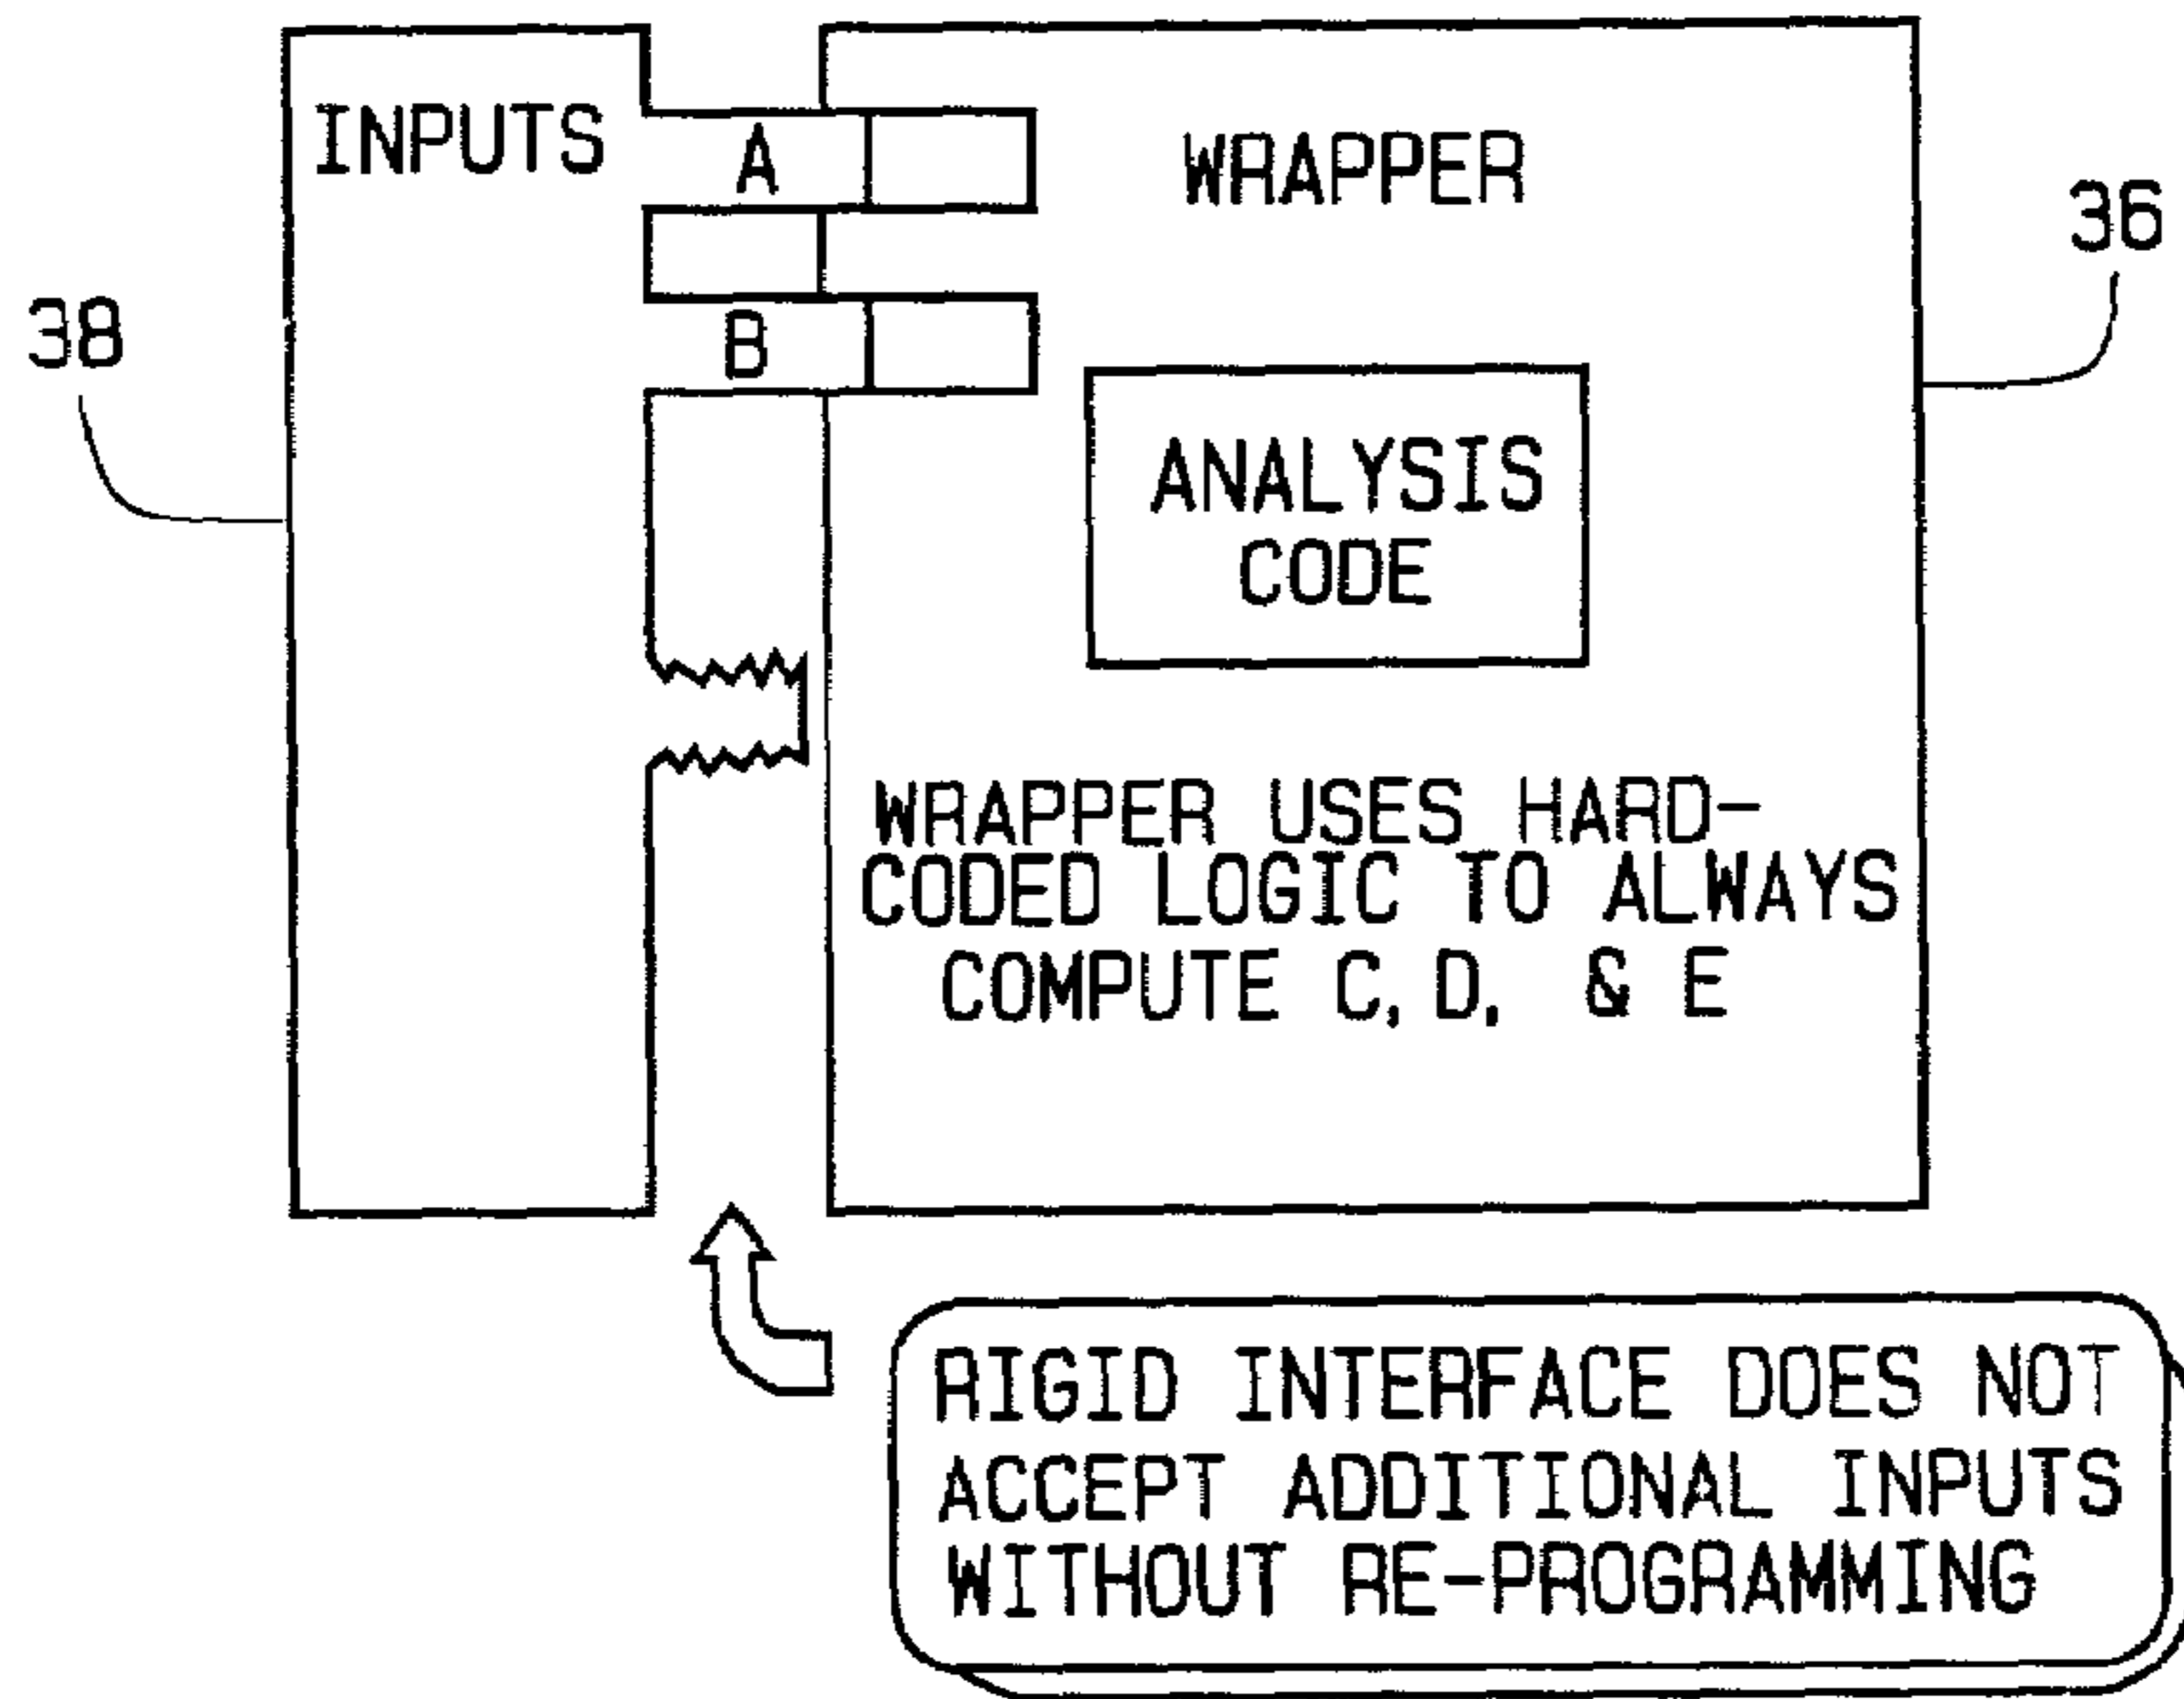 INPUTS
A
WRAPPER
36
38
B
ANALYSIS
CODE
WRAPPER USES HARD-
CODED LOGIC TO ALWAYS
COMPUTE C, D, & E
RIGID INTERFACE DOES NOT
ACCEPT ADDITIONAL INPUTS
WITHOUT RE-PROGRAMMING